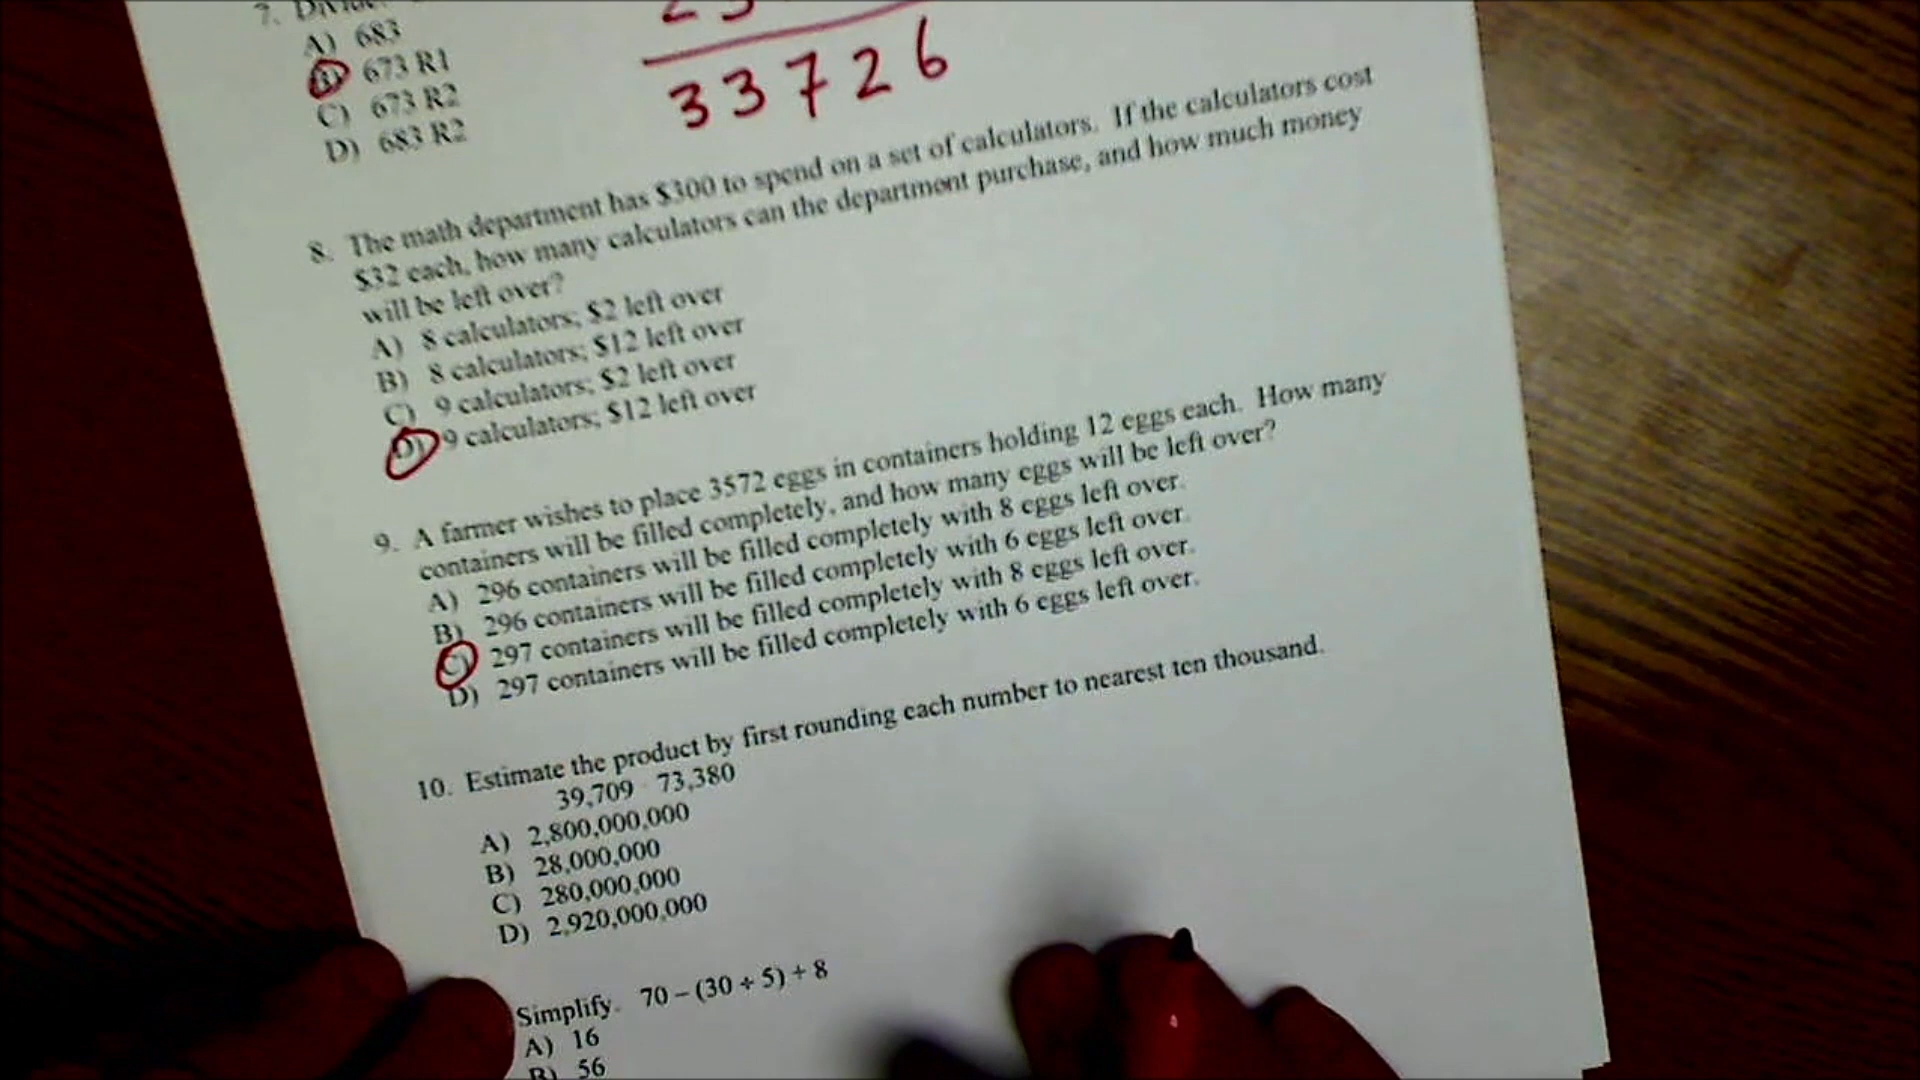 7.
A) 683
B) 673 R1
C) 673 R2
D) 683 R2
33726
8. The math department has $300 to spend on a set of calculators. If the calculators cost
$32 each, how many calculators can the department purchase, and how much money
will be left over?
A) 8 calculators; $2 left over
B) 8 calculators; $12 left over
C) 9 calculators; $2 left over
D) 9 calculators; $12 left over
9. A farmer wishes to place 3572 eggs in containers holding 12 eggs each. How many
containers will be filled completely, and how many eggs will be left over?
A) 296 containers will be filled completely with 8 eggs left over.
B) 296 containers will be filled completely with 6 eggs left over.
C) 297 containers will be filled completely with 8 eggs left over.
D) 297 containers will be filled completely with 6 eggs left over.
10. Estimate the product by first rounding each number to nearest ten thousand.
39,709 · 73,380
A) 2,800,000,000
B) 28,000,000
C) 280,000,000
D) 2,920,000,000
Simplify. 70 – (30 ÷ 5) + 8
A) 16
B) 56